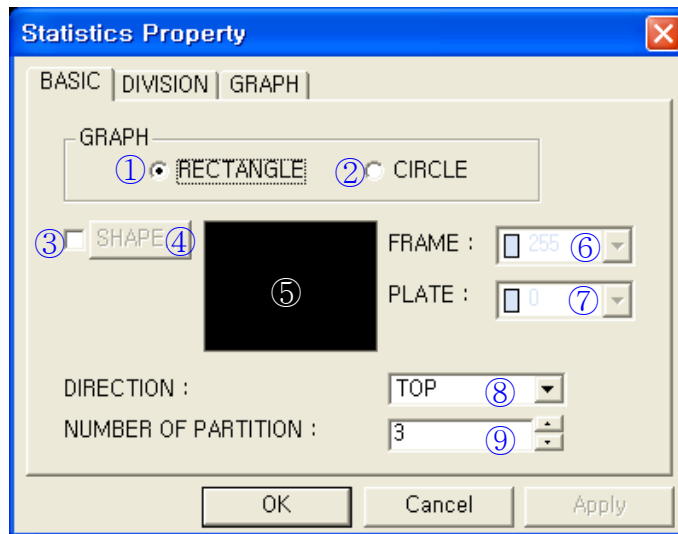 Statistics Property
BASIC DIVISION GRAPH
GRAPH
① RECTANGLE ② CIRCLE
③ SHAPE ④ FRAME : 255 ⑥
⑤ PLATE : 0 ⑦
DIRECTION : TOP ⑧
NUMBER OF PARTITION : 3 ⑨
OK Cancel Apply